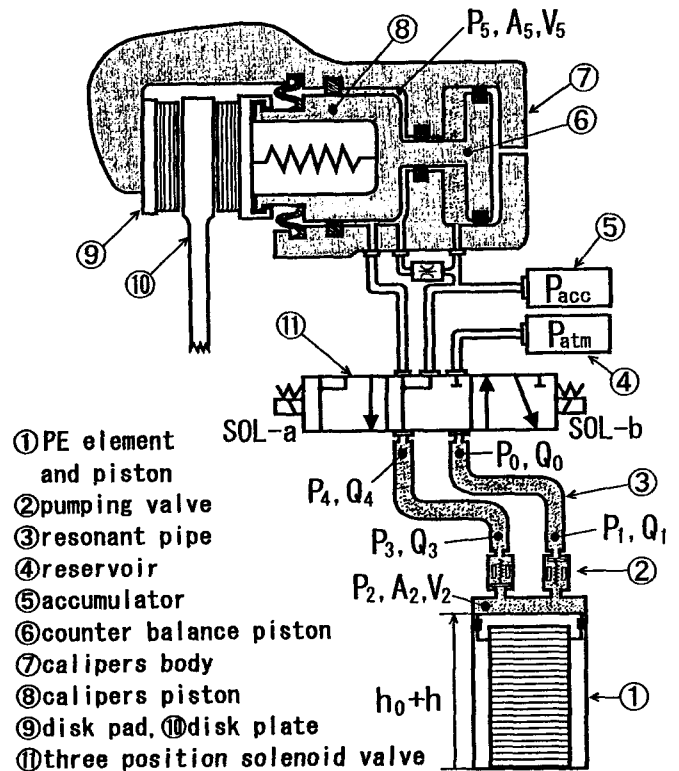 ⑧
P5, A5, V5
⑦
⑥
⑤
Pacc
⑨
⑩
Patm
⑪
④
SOL-a
SOL-b
P0, Q0
P4, Q4
③
P3, Q3
P1, Q1
②
P2, A2, V2
h0+h
①
①PE element
and piston
②pumping valve
③resonant pipe
④reservoir
⑤accumulator
⑥counter balance piston
⑦calipers body
⑧calipers piston
⑨disk pad, ⑩disk plate
⑪three position solenoid valve